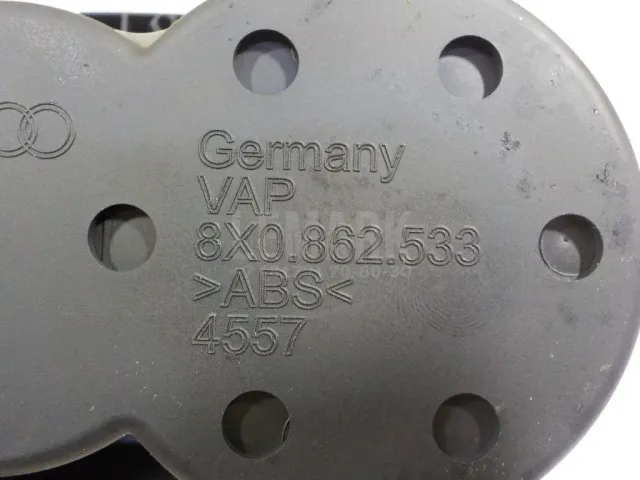 Germany
VAP
8X0.862.533
>ABS<
4557